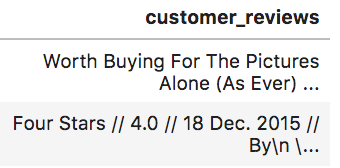 customer_reviews
Worth Buying For The Pictures
Alone (As Ever) ...
Four Stars // 4.0 // 18 Dec. 2015 //
By\n \...